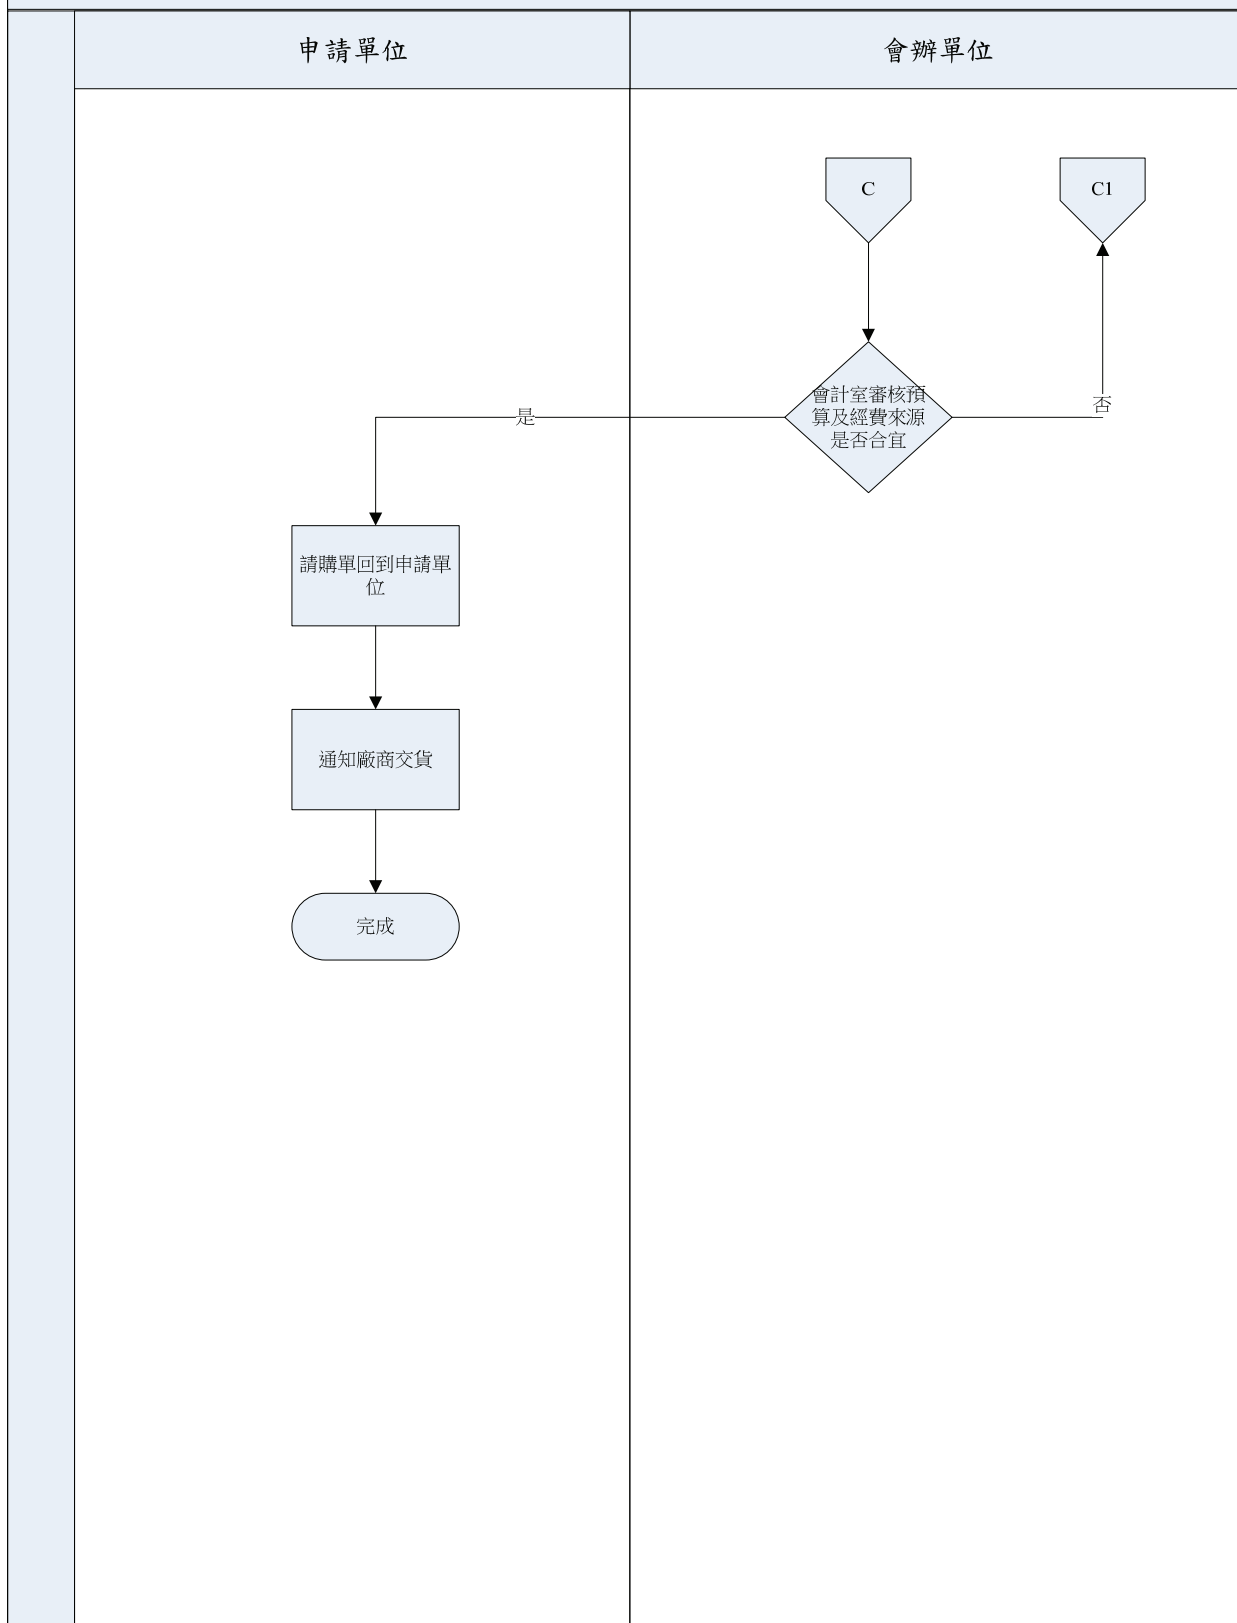 申請單位
會辦單位
C
C1
會計室審核預
算及經費來源
是否合宜
是
否
請購單回到申請單
位
通知廠商交貨
完成